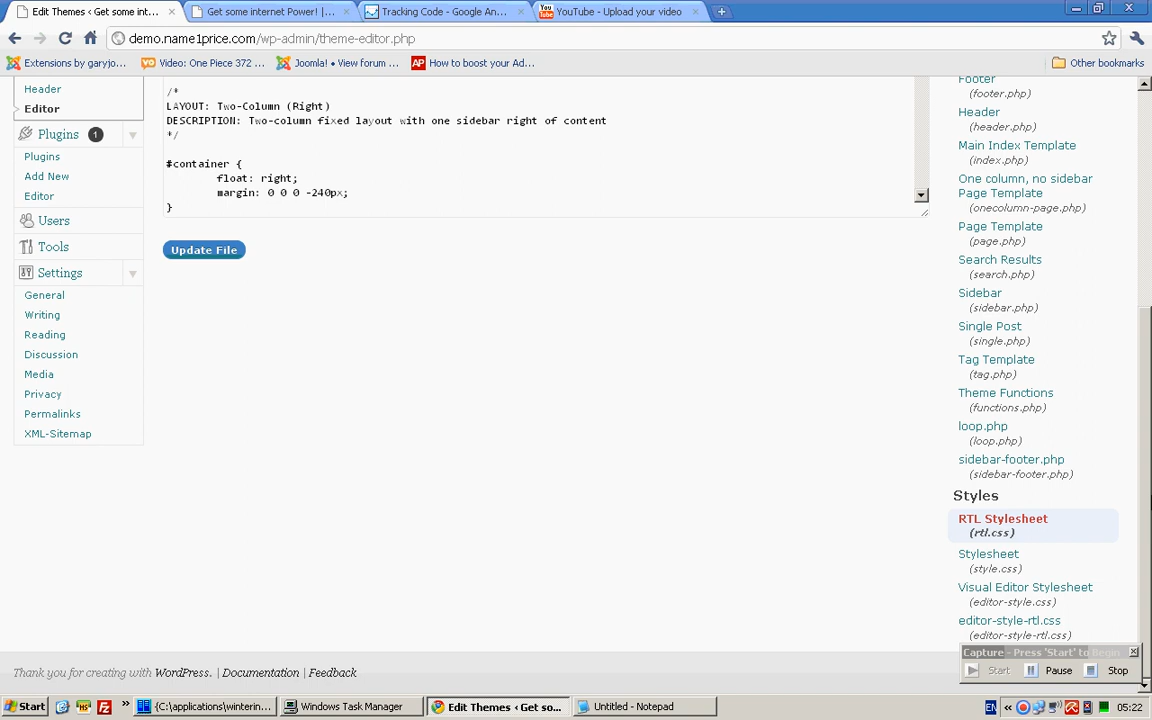 Edit Themes ‹ Get some int...
Get some internet Power! |...
Tracking Code - Google An...
YouTube - Upload your video
demo.name1price.com/wp-admin/theme-editor.php
Extensions by garyjo...
Video: One Piece 372 ...
Joomla! • View forum ...
AP
How to boost your Ad...
Other bookmarks
Header
Editor
Plugins 1
Plugins
Add New
Editor
Users
Tools
Settings
General
Writing
Reading
Discussion
Media
Privacy
Permalinks
XML-Sitemap
/*
LAYOUT: Two-Column (Right)
DESCRIPTION: Two-column fixed layout with one sidebar right of content
*/
#container {
float: right;
margin: 0 0 0 -240px;
}
Update File
Footer
(footer.php)
Header
(header.php)
Main Index Template
(index.php)
One column, no sidebar
Page Template
(onecolumn-page.php)
Page Template
(page.php)
Search Results
(search.php)
Sidebar
(sidebar.php)
Single Post
(single.php)
Tag Template
(tag.php)
Theme Functions
(functions.php)
loop.php
(loop.php)
sidebar-footer.php
(sidebar-footer.php)
Styles
RTL Stylesheet
(rtl.css)
Stylesheet
(style.css)
Visual Editor Stylesheet
(editor-style.css)
editor-style-rtl.css
(editor-style-rtl.css)
Capture - Press 'Start' to Begin
Start
Pause
Stop
Thank you for creating with WordPress. | Documentation | Feedback
Start
{C:\applications\winterin...
Windows Task Manager
Edit Themes ‹ Get so...
Untitled - Notepad
EN
05:22